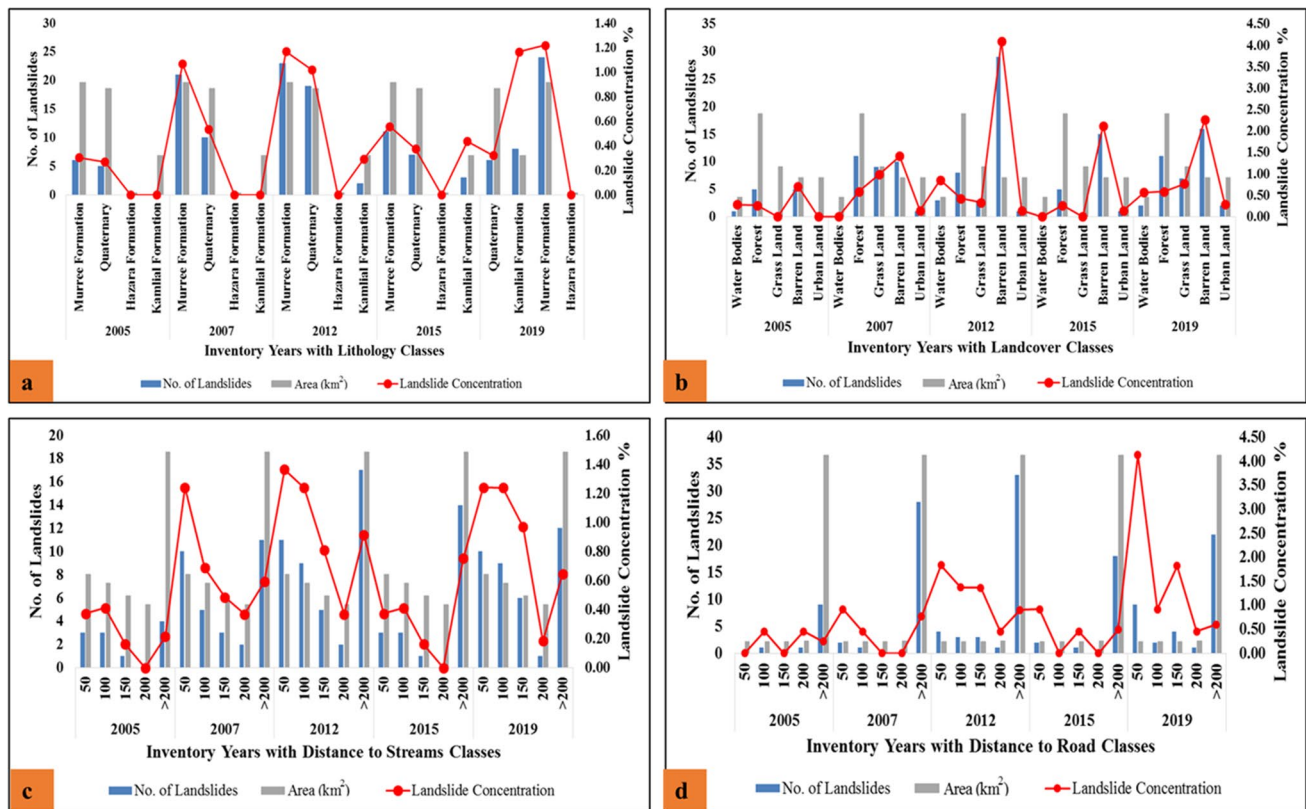 No. of Landslides
30
25
20
15
10
5
0
1.40
1.20
1.00
0.80
0.60
0.40
0.20
0.00
Landslide Concentration %
Murree Formation
Quaternary
Hazara Formation
Kamlial Formation
Murree Formation
Quaternary
Hazara Formation
Kamlial Formation
Murree Formation
Quaternary
Hazara Formation
Kamlial Formation
Murree Formation
Quaternary
Hazara Formation
Kamlial Formation
Quaternary
Kamlial Formation
Murree Formation
Hazara Formation
2005 2007 2012 2015 2019
Inventory Years with Lithology Classes
No. of Landslides Area (km²) Landslide Concentration
a
No. of Landslides
35
30
25
20
15
10
5
0
4.50
4.00
3.50
3.00
2.50
2.00
1.50
1.00
0.50
0.00
Landslide Concentration %
Water Bodies
Forest
Grass Land
Barren Land
Urban Land
Water Bodies
Forest
Grass Land
Barren Land
Urban Land
Water Bodies
Forest
Grass Land
Barren Land
Urban Land
Water Bodies
Forest
Grass Land
Barren Land
Urban Land
Water Bodies
Forest
Grass Land
Barren Land
Urban Land
2005 2007 2012 2015 2019
Inventory Years with Landcover Classes
No. of Landslides Area (km²) Landslide Concentration
b
No. of Landslides
20
18
16
14
12
10
8
6
4
2
0
1.60
1.40
1.20
1.00
0.80
0.60
0.40
0.20
0.00
Landslide Concentration %
50 100 150 200 >200 50 100 150 200 >200 50 100 150 200 >200 50 100 150 200 >200 50 100 150 200 >200
2005 2007 2012 2015 2019
Inventory Years with Distance to Streams Classes
No. of Landslides Area (km²) Landslide Concentration
c
No. of Landslides
40
35
30
25
20
15
10
5
0
4.50
4.00
3.50
3.00
2.50
2.00
1.50
1.00
0.50
0.00
Landslide Concentration %
50 100 150 200 >200 50 100 150 200 >200 50 100 150 200 >200 50 100 150 200 >200 50 100 150 200 >200
2005 2007 2012 2015 2019
Inventory Years with Distance to Road Classes
No. of Landslides Area (km²) Landslide Concentration
d